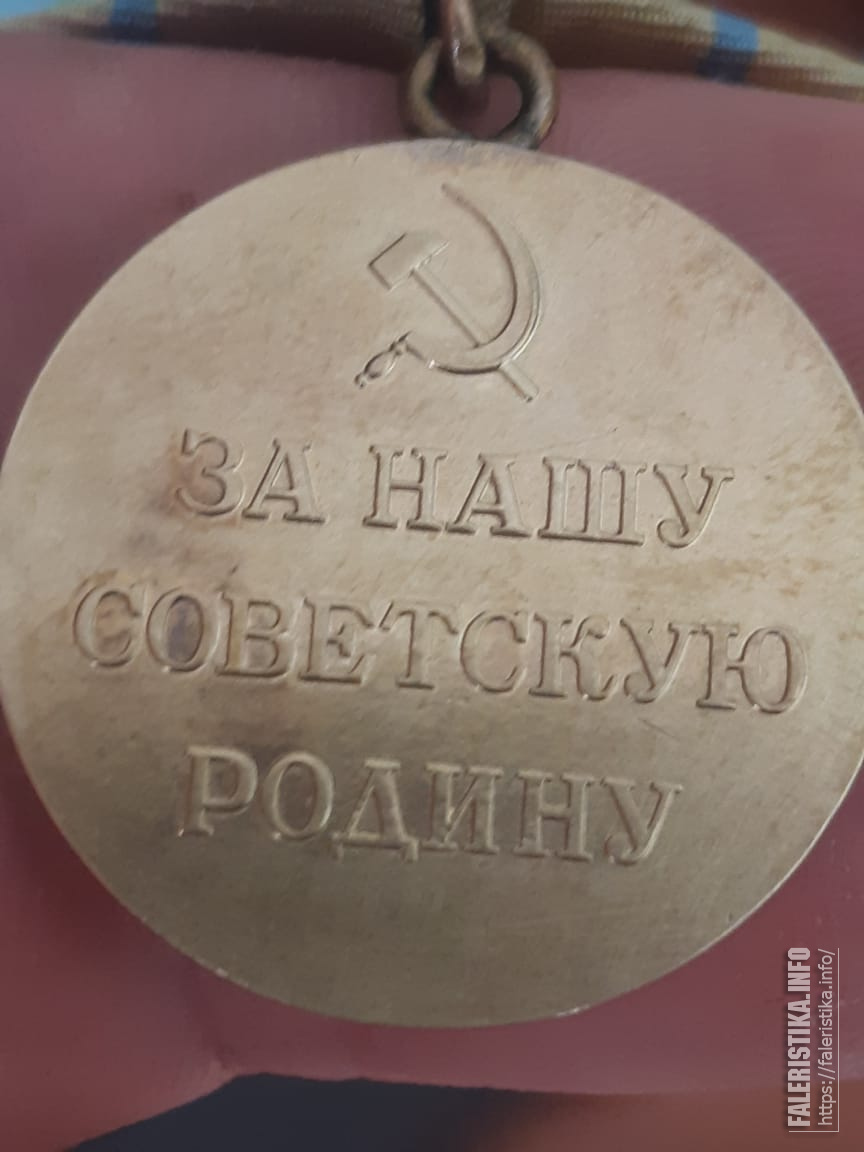 ЗА НАШУ
СОВЕТСКУЮ
РОДИНУ
FALERISTIKA.INFO
https://faleristika.info/